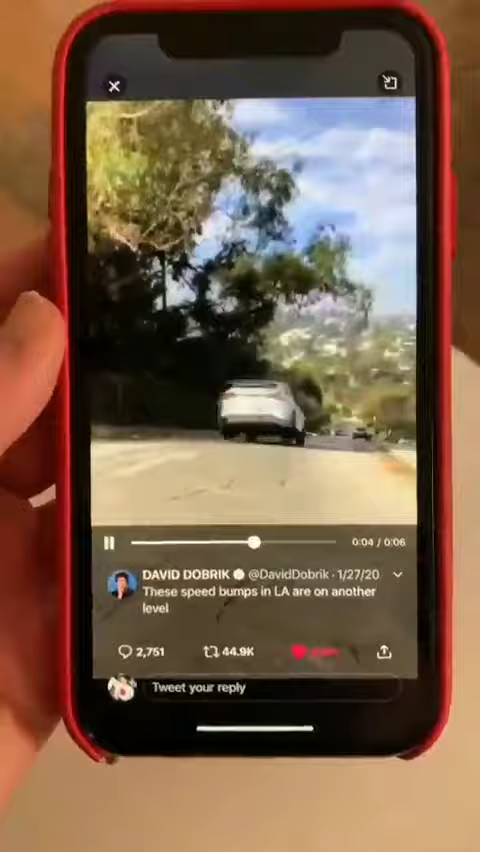 0:04 / 0:06
DAVID DOBRIK @DavidDobrik · 1/27/20
These speed bumps in LA are on another
level
2,751
44.9K
Tweet your reply